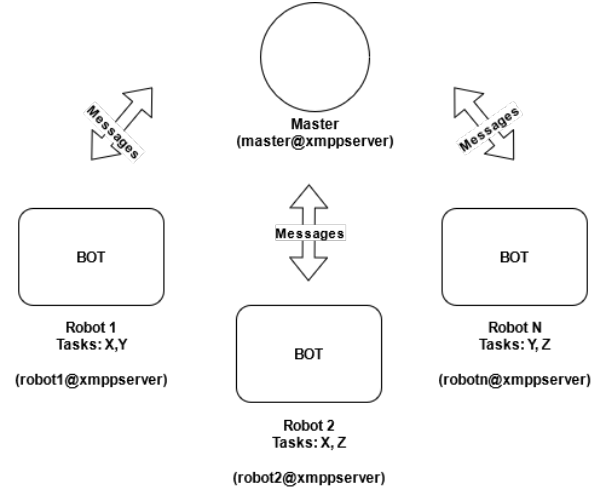 Master
(master@xmppserver)
Messages
Messages
Messages
BOT
Robot 1
Tasks: X,Y
(robot1@xmppserver)
BOT
Robot 2
Tasks: X, Z
(robot2@xmppserver)
BOT
Robot N
Tasks: Y, Z
(robotn@xmppserver)